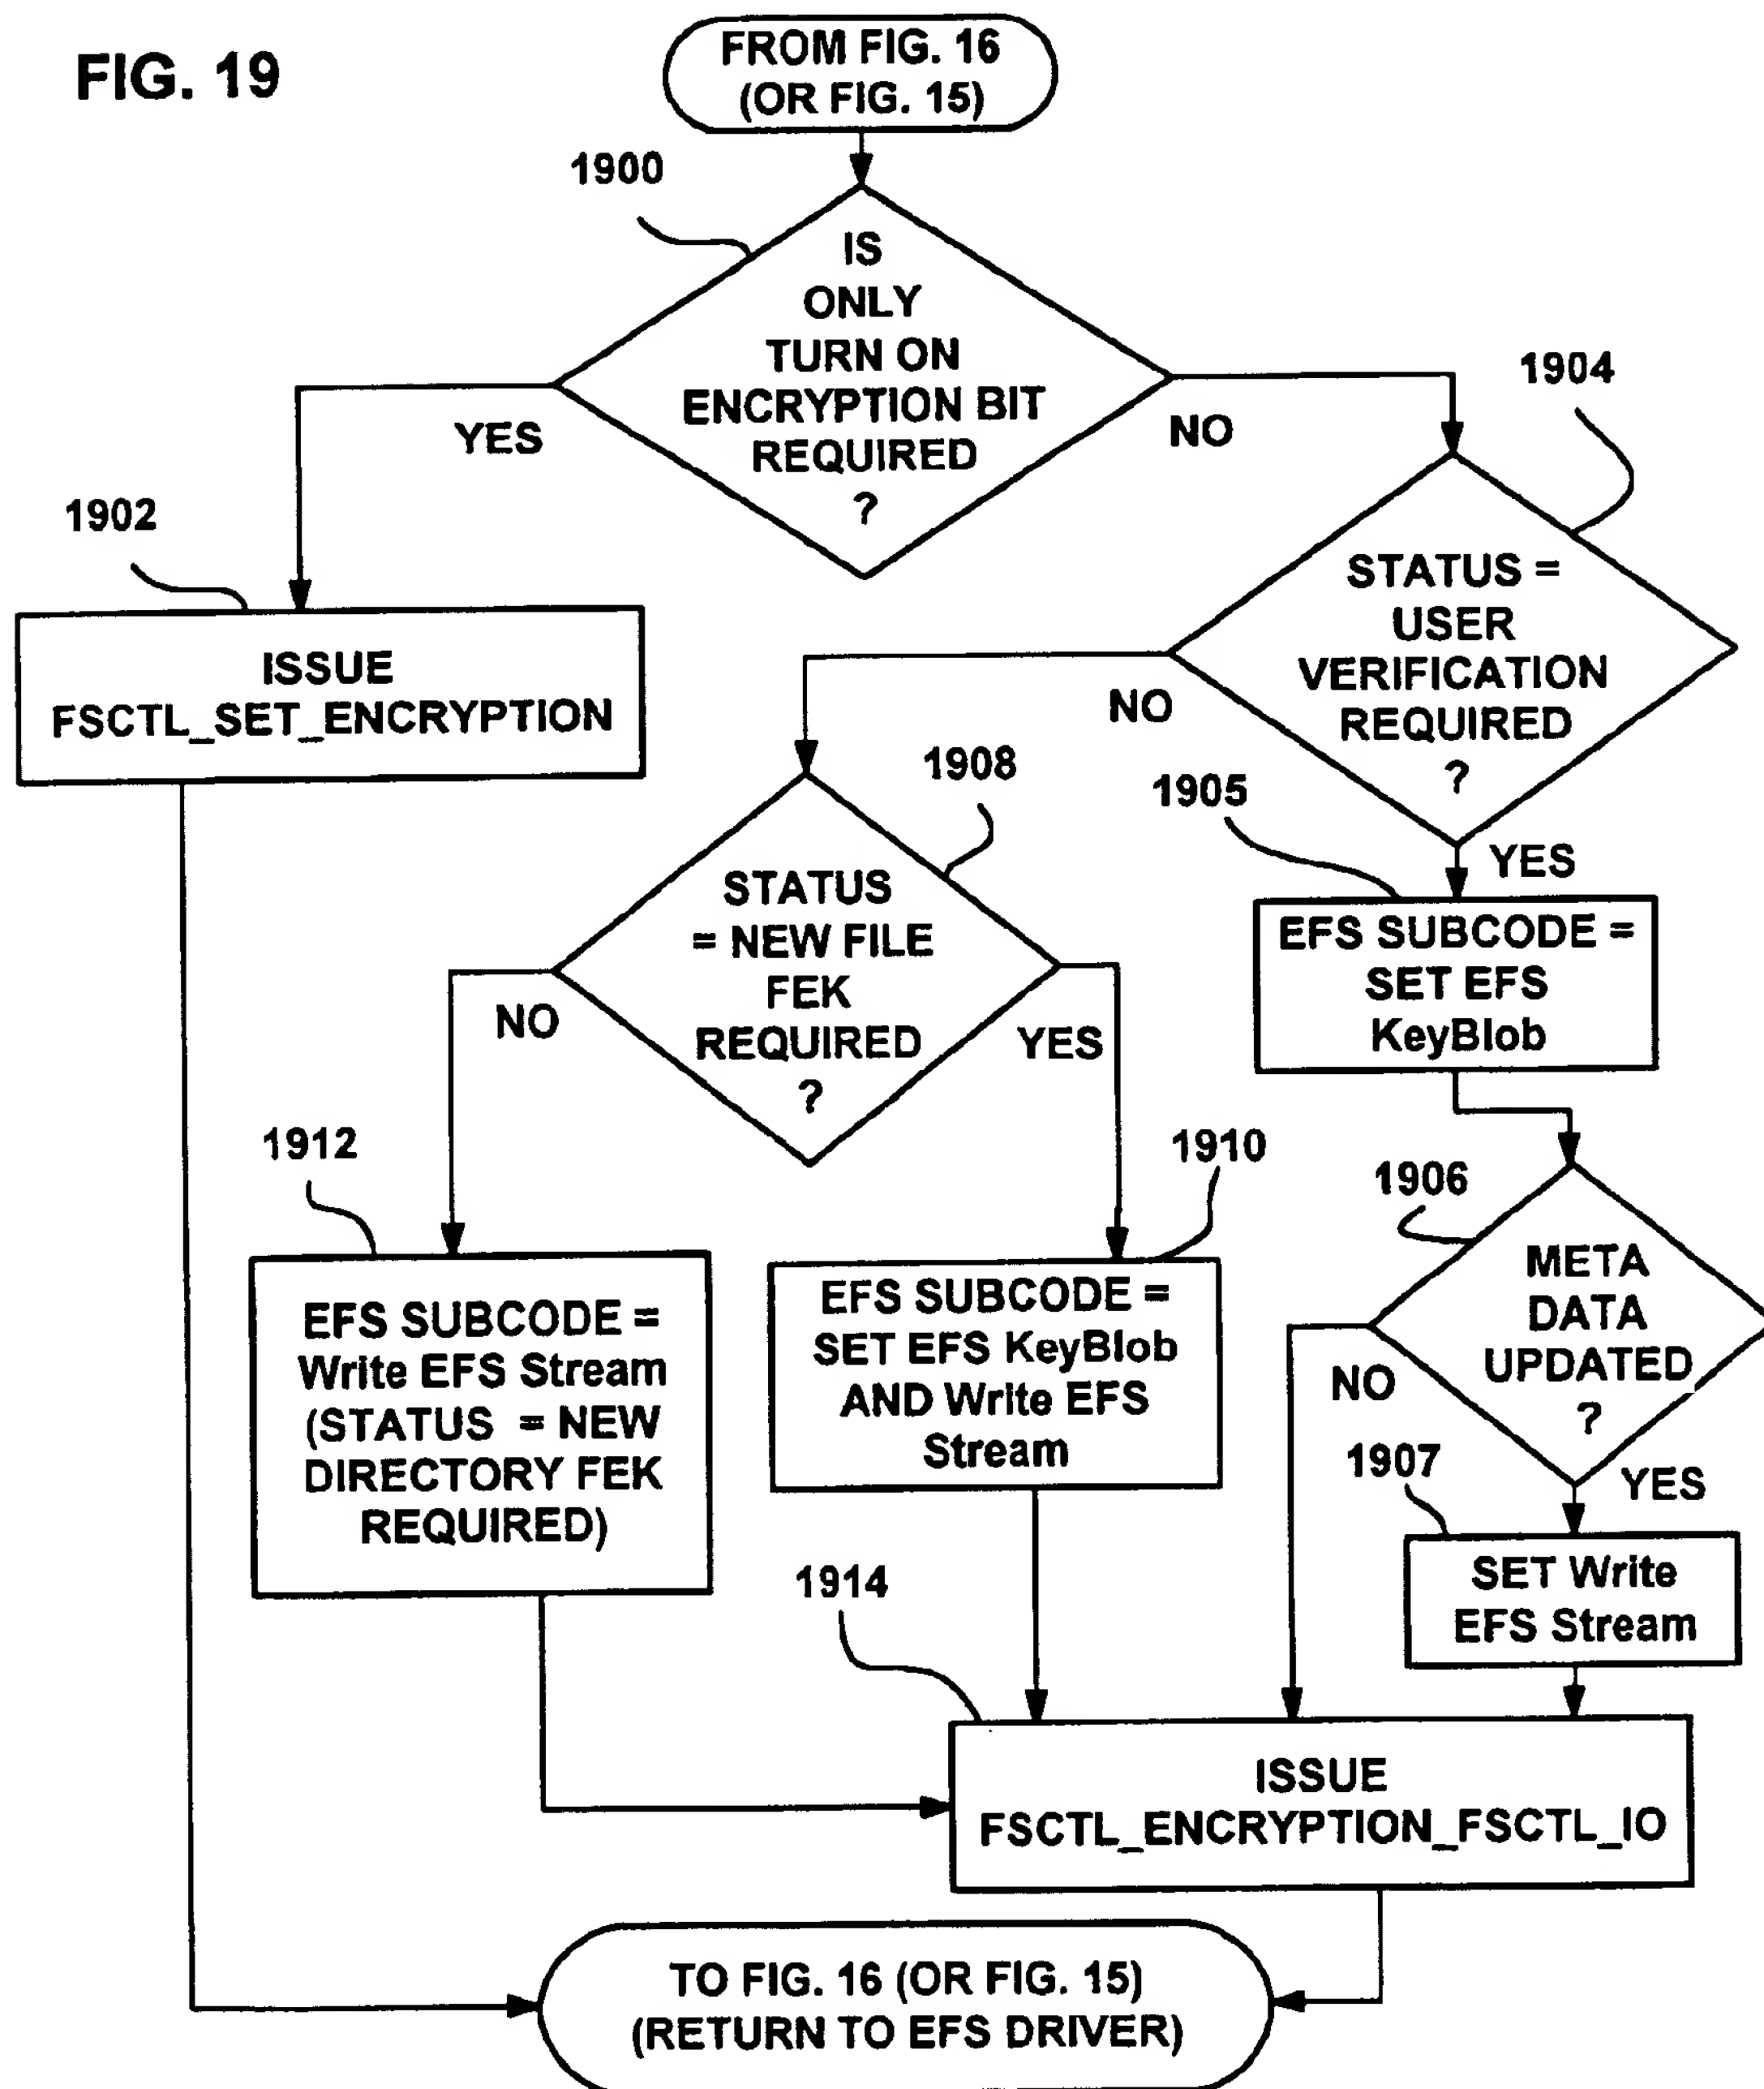 FIG. 19
FROM FIG. 16
(OR FIG. 15)
1900
IS
ONLY
TURN ON
ENCRYPTION BIT
REQUIRED
?
YES
NO
1902
ISSUE
FSCTL_SET_ENCRYPTION
1904
STATUS =
USER
VERIFICATION
REQUIRED
?
NO
YES
1905
EFS SUBCODE =
SET EFS
KeyBlob
1908
STATUS
= NEW FILE
FEK
REQUIRED
?
NO
YES
1906
META
DATA
UPDATED
?
NO
YES
1912
EFS SUBCODE =
Write EFS Stream
(STATUS = NEW
DIRECTORY FEK
REQUIRED)
1910
EFS SUBCODE =
SET EFS KeyBlob
AND Write EFS
Stream
1907
SET Write
EFS Stream
1914
ISSUE
FSCTL_ENCRYPTION_FSCTL_IO
TO FIG. 16 (OR FIG. 15)
(RETURN TO EFS DRIVER)